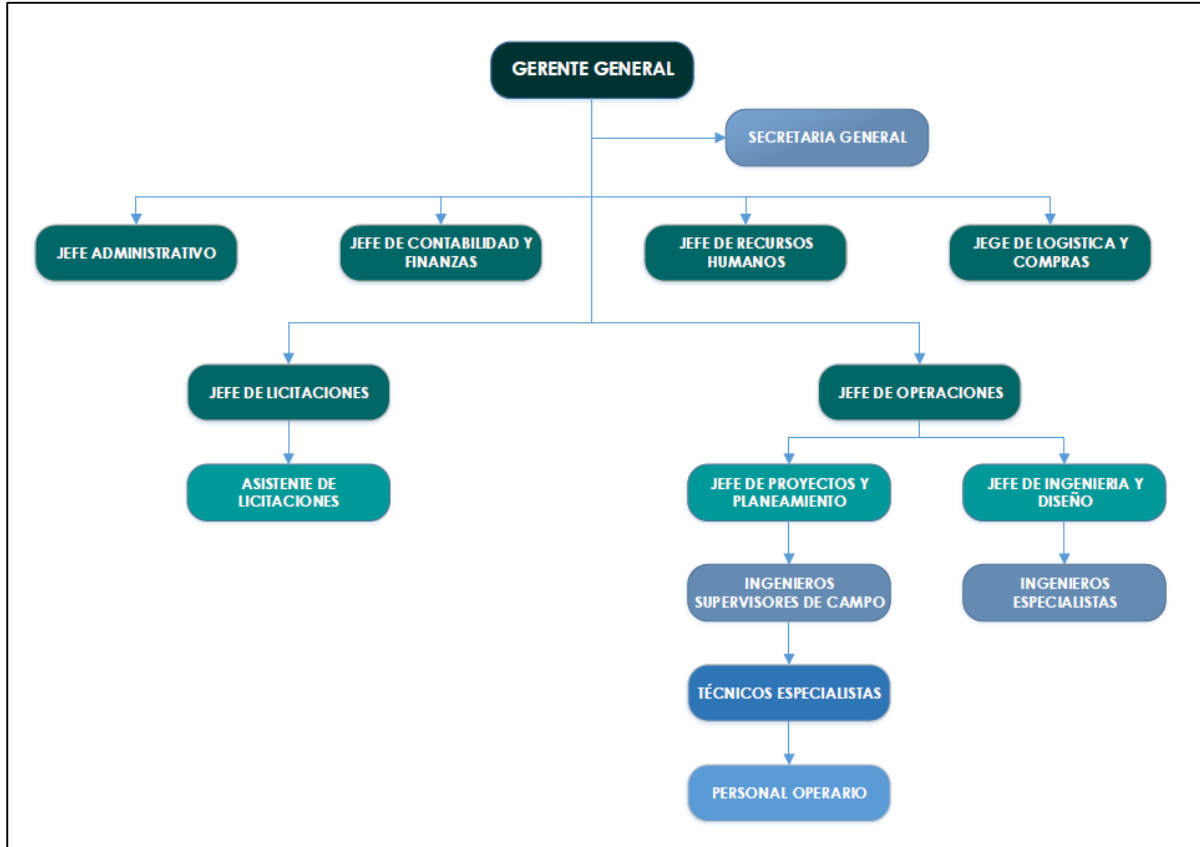 GERENTE GENERAL
SECRETARIA GENERAL
JEFE ADMINISTRATIVO
JEFE DE CONTABILIDAD Y
FINANZAS
JEFE DE RECURSOS
HUMANOS
JEGE DE LOGISTICA Y
COMPRAS
JEFE DE LICITACIONES
JEFE DE OPERACIONES
ASISTENTE DE
LICITACIONES
JEFE DE PROYECTOS Y
PLANEAMIENTO
JEFE DE INGENIERIA Y
DISEÑO
INGENIEROS
SUPERVISORES DE CAMPO
INGENIEROS
ESPECIALISTAS
TÉCNICOS ESPECIALISTAS
PERSONAL OPERARIO